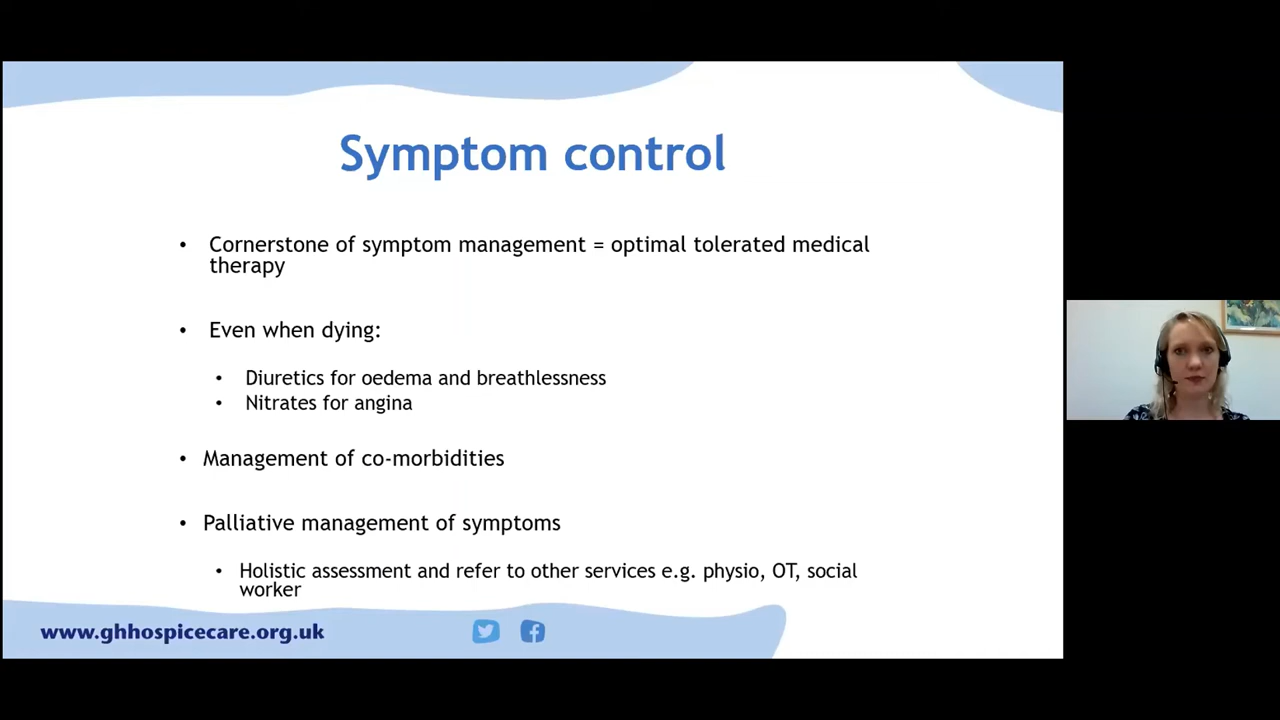 Symptom control
• Cornerstone of symptom management = optimal tolerated medical
therapy
• Even when dying:
• Diuretics for oedema and breathlessness
• Nitrates for angina
• Management of co-morbidities
• Palliative management of symptoms
• Holistic assessment and refer to other services e.g. physio, OT, social
worker
www.ghhospicecare.org.uk